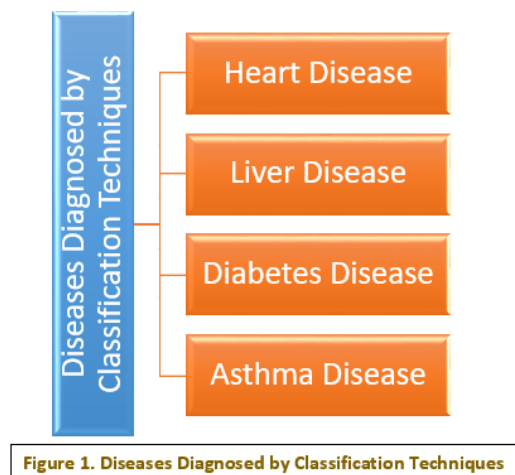 Diseases Diagnosed by
Classification Techniques
Heart Disease
Liver Disease
Diabetes Disease
Asthma Disease
Figure 1. Diseases Diagnosed by Classification Techniques